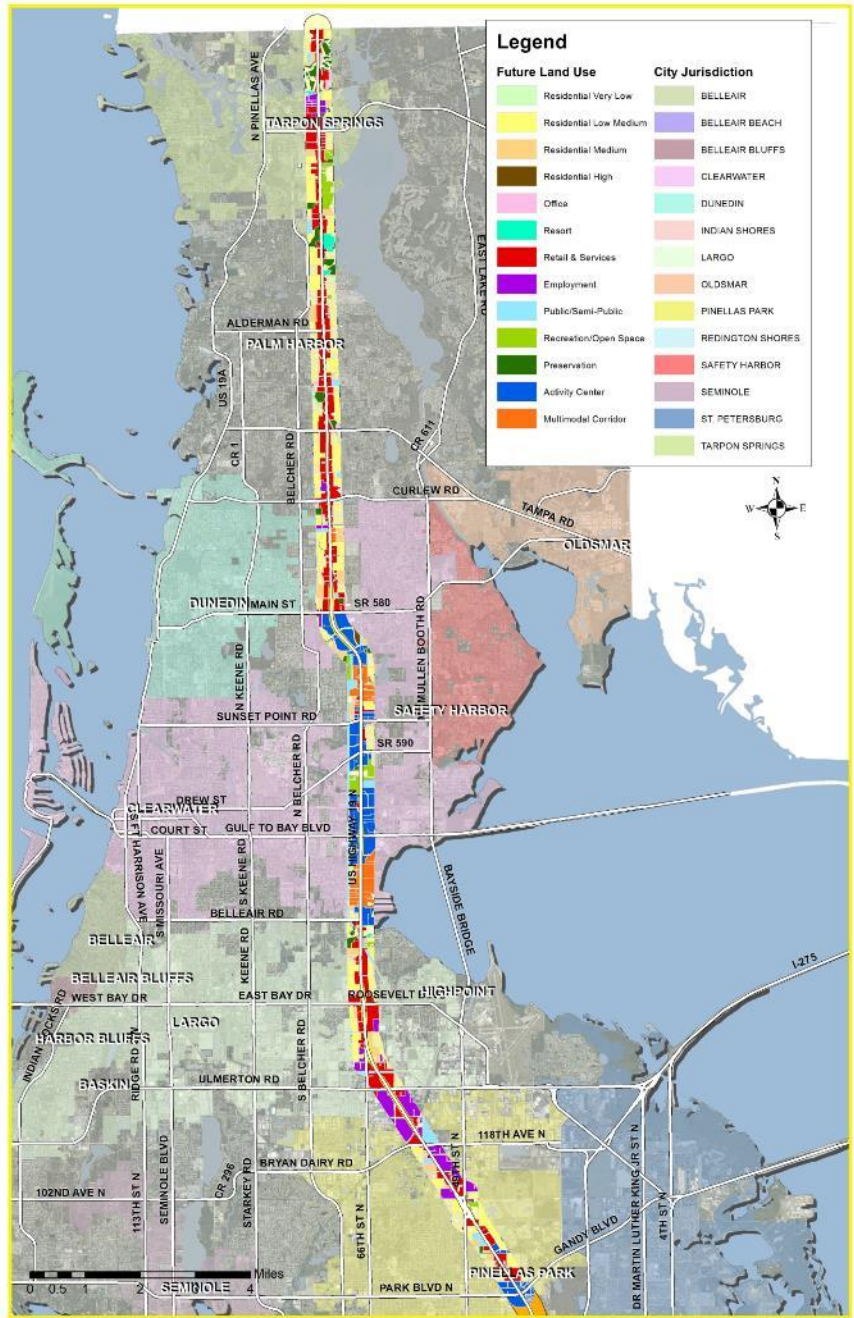 Legend
Future Land Use
Residential Very Low
Residential Low Medium
Residential Medium
Residential High
Office
Resort
Retail & Services
Employment
Public/Semi-Public
Recreation/Open Space
Preservation
Activity Center
Multimodal Corridor
City Jurisdiction
BELLEAIR
BELLEAIR BEACH
BELLEAIR BLUFFS
CLEARWATER
DUNEDIN
INDIAN SHORES
LARGO
OLDSMAR
PINELLAS PARK
REDINGTON SHORES
SAFETY HARBOR
SEMINOLE
ST. PETERSBURG
TARPON SPRINGS
N
W E
S
N PINELLAS AVE
TARPON SPRINGS
EAST LAKE RD
ALDERMAN RD
PALM HARBOR
US 19A
CR 1
BELCHER RD
CR 611
CURLEW RD
TAMPA RD
OLDSMAR
DUNEDIN
MAIN ST
SR 580
MULLEN BOOTH RD
N KEENE RD
SUNSET POINT RD
SAFETY HARBOR
SR 590
N BELCHER RD
DREW ST
CLEARWATER
COURT ST
GULF TO BAY BLVD
US HIGHWAY 19 N
S FT HARRISON AVE
S MISSOURI AVE
S KEENE RD
BAYSIDE BRIDGE
BELLEAIR RD
BELLEAIR
KEENE RD
I-275
BELLEAIR BLUFFS
WEST BAY DR
EAST BAY DR
ROOSEVELT
HIGHPOINT
INDIAN ROCKS RD
LARGO
HARBOR BLUFFS
RIDGE RD N
S BELCHER RD
BASKIN
ULMERTON RD
118TH AVE N
BRYAN DAIRY RD
49TH ST N
102ND AVE N
113TH ST N
SEMINOLE BLVD
CR 296
STARKEY RD
66TH ST N
DR MARTIN LUTHER KING JR ST N
4TH ST N
GANDY BLVD
PINELLAS PARK
0 0.5 1 2 3 4 Miles
SEMINOLE
PARK BLVD N